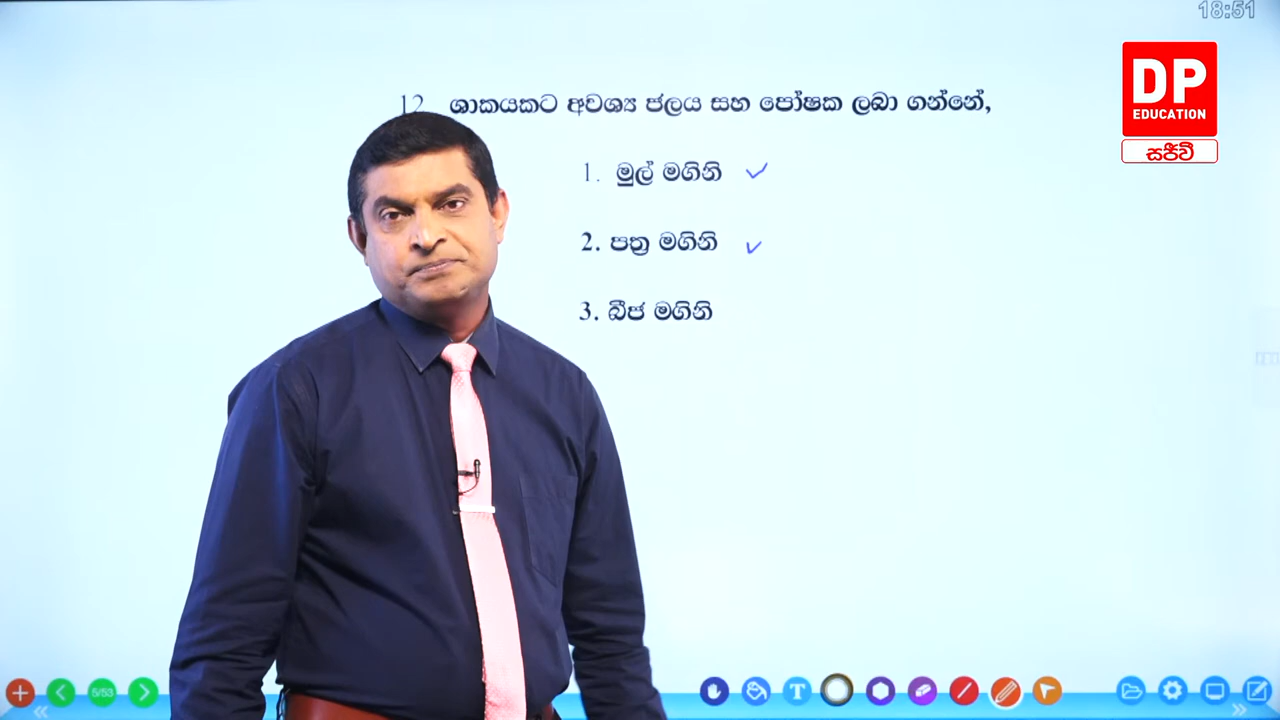 18:51
DP
EDUCATION
සජීවී
12. ශාකයකට අවශ්‍ය ජලය සහ පෝෂක ලබා ගන්නේ,
1. මුල් මගිනි
2. පත්‍ර මගිනි
3. බීජ මගිනි
5/53
T